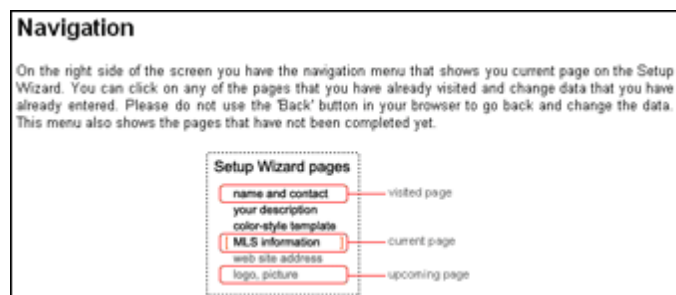 Navigation
On the right side of the screen you have the navigation menu that shows you current page on the Setup
Wizard. You can click on any of the pages that you have already visited and change data that you have
already entered. Please do not use the 'Back' button in your browser to go back and change the data.
This menu also shows the pages that have not been completed yet.
Setup Wizard pages
name and contact visited page
your description
color-style template
[ MLS information ] current page
web site address
logo, picture upcoming page